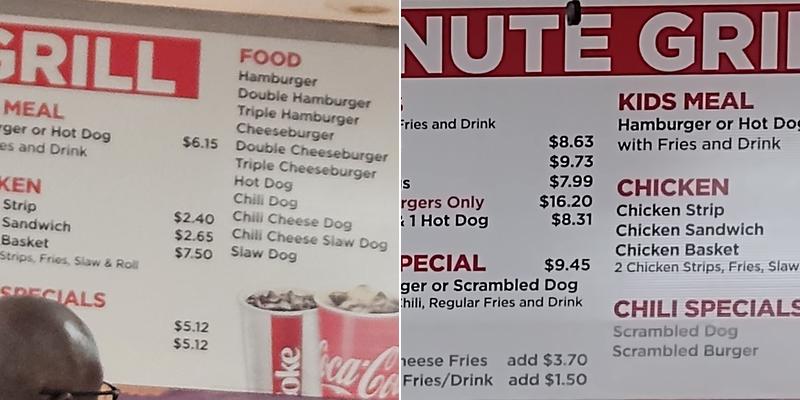 GRILL
MEAL
ger or Hot Dog
es and Drink $6.15
KEN
Strip $2.40
Sandwich $2.65
Basket $7.50
Strips, Fries, Slaw & Roll
SPECIALS
$5.12
$5.12
FOOD
Hamburger
Double Hamburger
Triple Hamburger
Cheeseburger
Double Cheeseburger
Triple Cheeseburger
Hot Dog
Chili Dog
Chili Cheese Dog
Chili Cheese Slaw Dog
Slaw Dog
oke
Coca-Co
NUTE GRI
Fries and Drink
$8.63
$9.73
s $7.99
rgers Only $16.20
& 1 Hot Dog $8.31
PECIAL $9.45
ger or Scrambled Dog
hili, Regular Fries and Drink
heese Fries add $3.70
Fries/Drink add $1.50
KIDS MEAL
Hamburger or Hot Dog
with Fries and Drink
CHICKEN
Chicken Strip
Chicken Sandwich
Chicken Basket
2 Chicken Strips, Fries, Slaw
CHILI SPECIALS
Scrambled Dog
Scrambled Burger